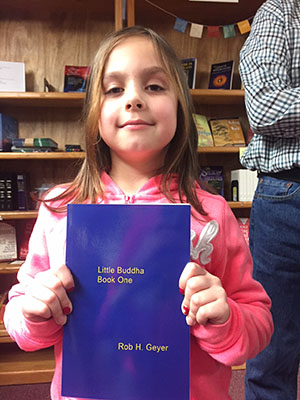 Little Buddha
Book One
Rob H. Geyer